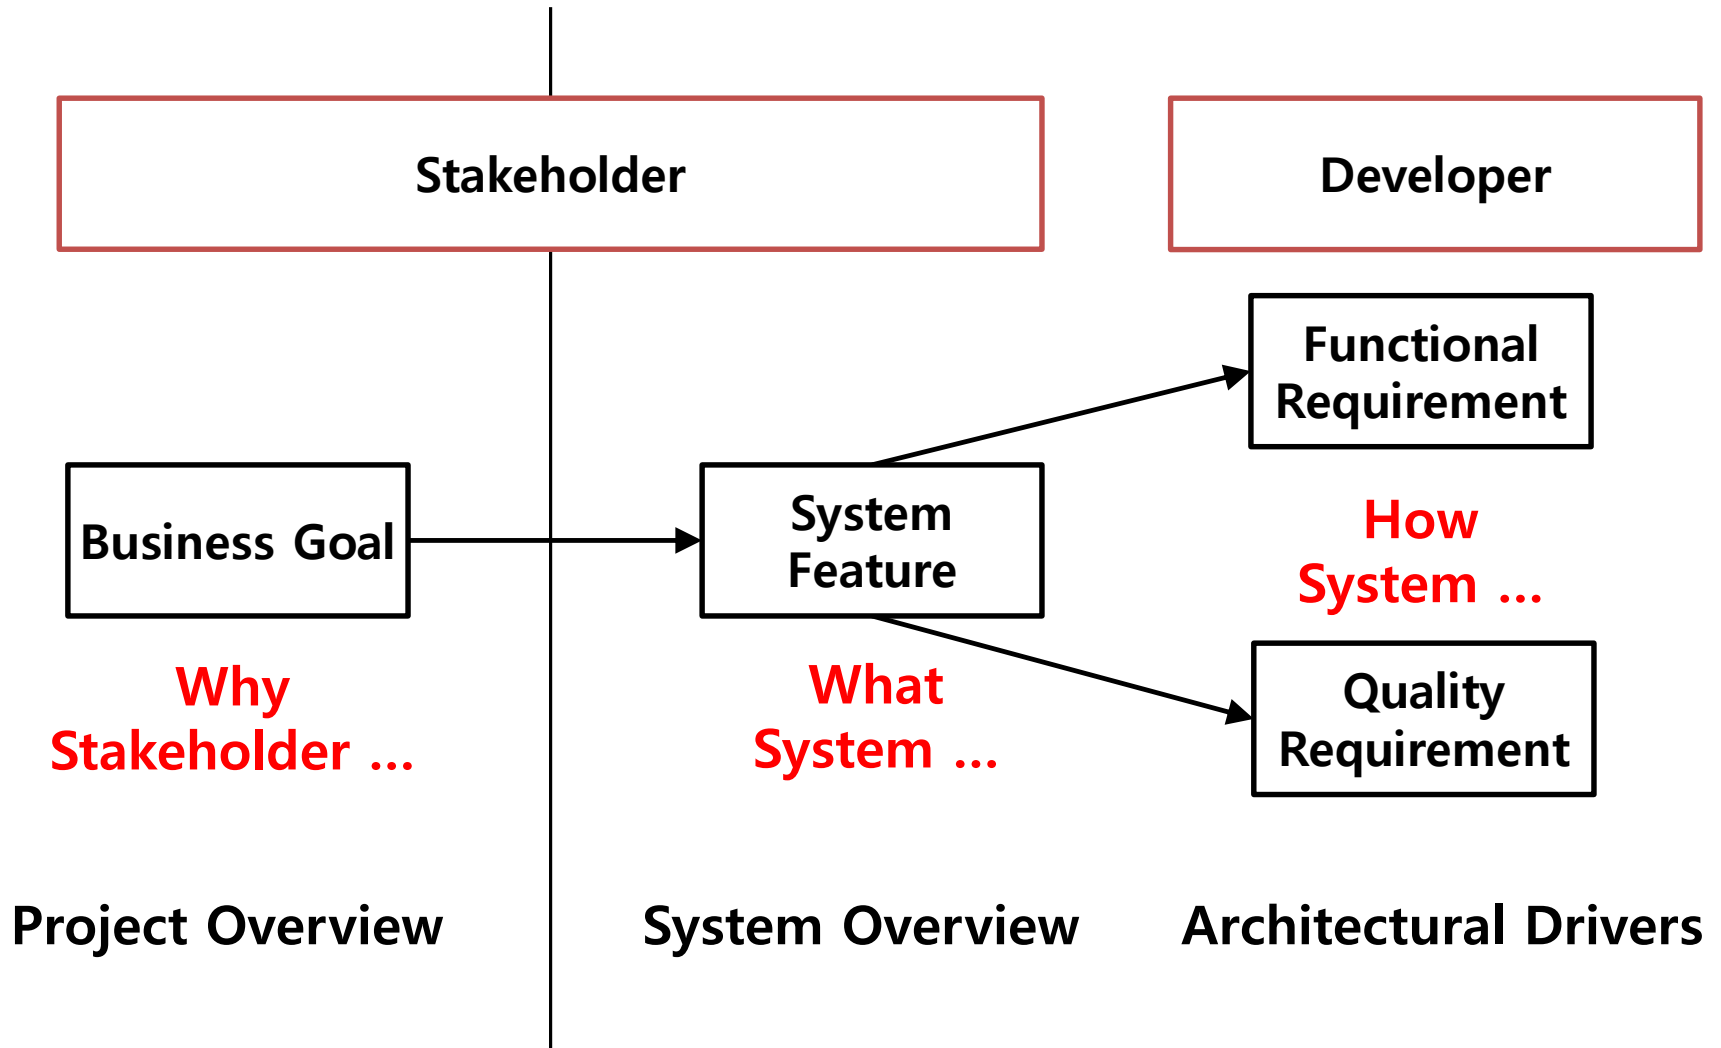 Stakeholder
Developer
Functional
Requirement
Business Goal
System
Feature
How
System ...
Why
Stakeholder ...
What
System ...
Quality
Requirement
Project Overview
System Overview
Architectural Drivers